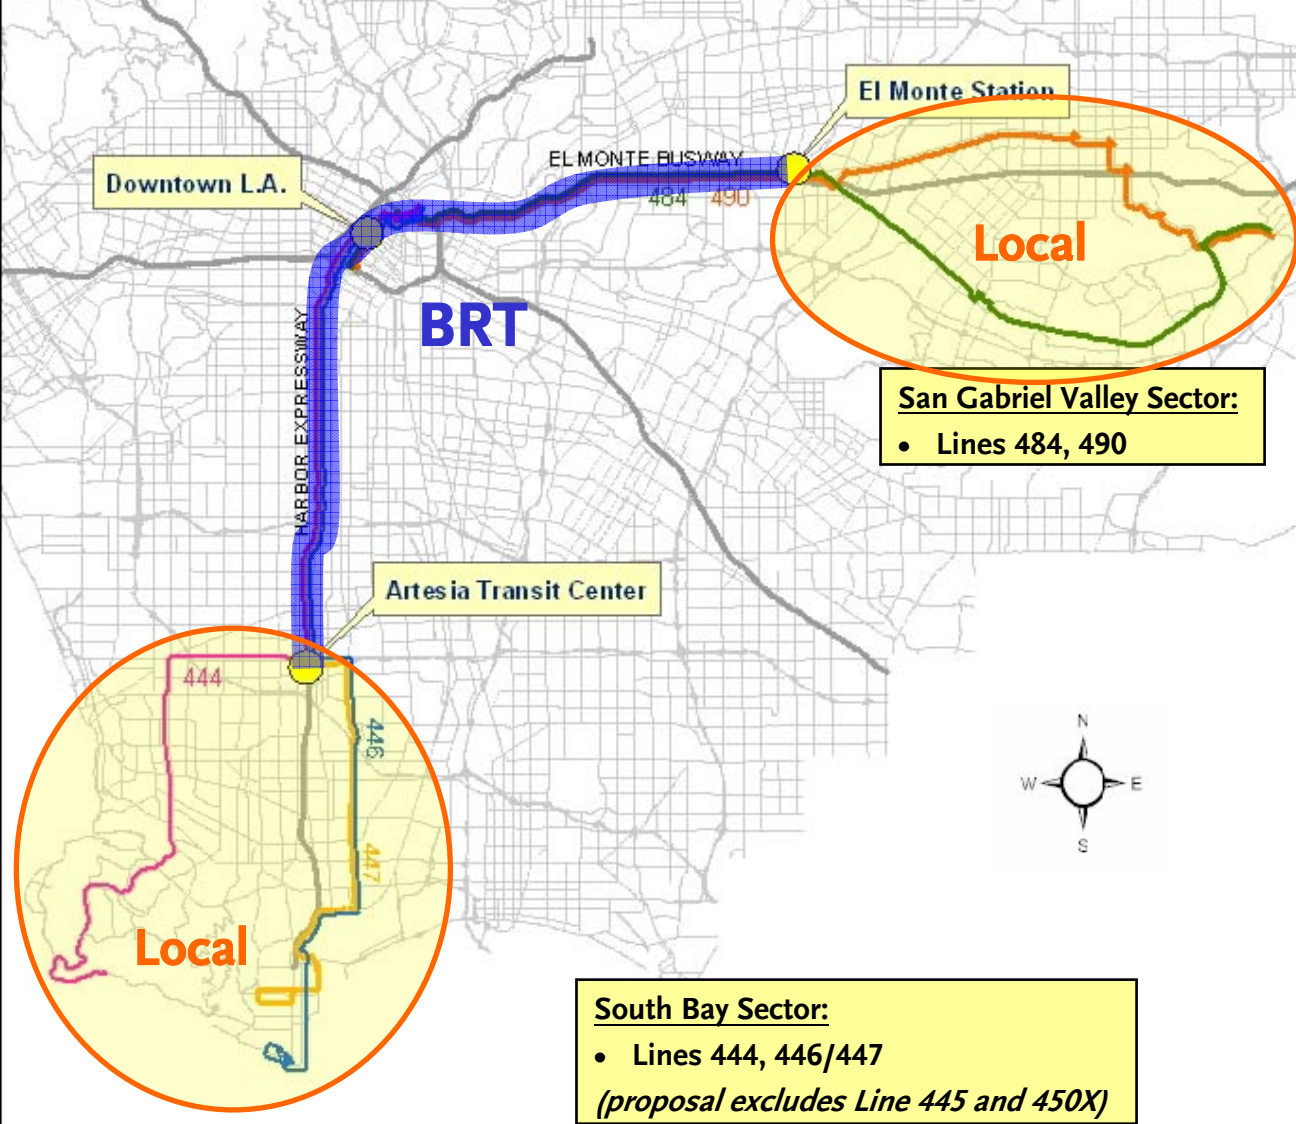 El Monte Station
EL MONTE BUSWAY
Downtown L.A.
484 490
Local
BRT
HARBOR EXPRESSWAY
San Gabriel Valley Sector:
• Lines 484, 490
Artesia Transit Center
444
446
447
Local
N
W E
S
South Bay Sector:
• Lines 444, 446/447
(proposal excludes Line 445 and 450X)